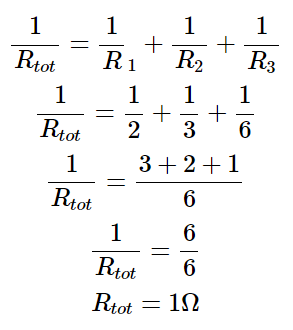 1/R_tot = 1/R_1 + 1/R_2 + 1/R_3
1/R_tot = 1/2 + 1/3 + 1/6
1/R_tot = (3 + 2 + 1)/6
1/R_tot = 6/6
R_tot = 1Ω